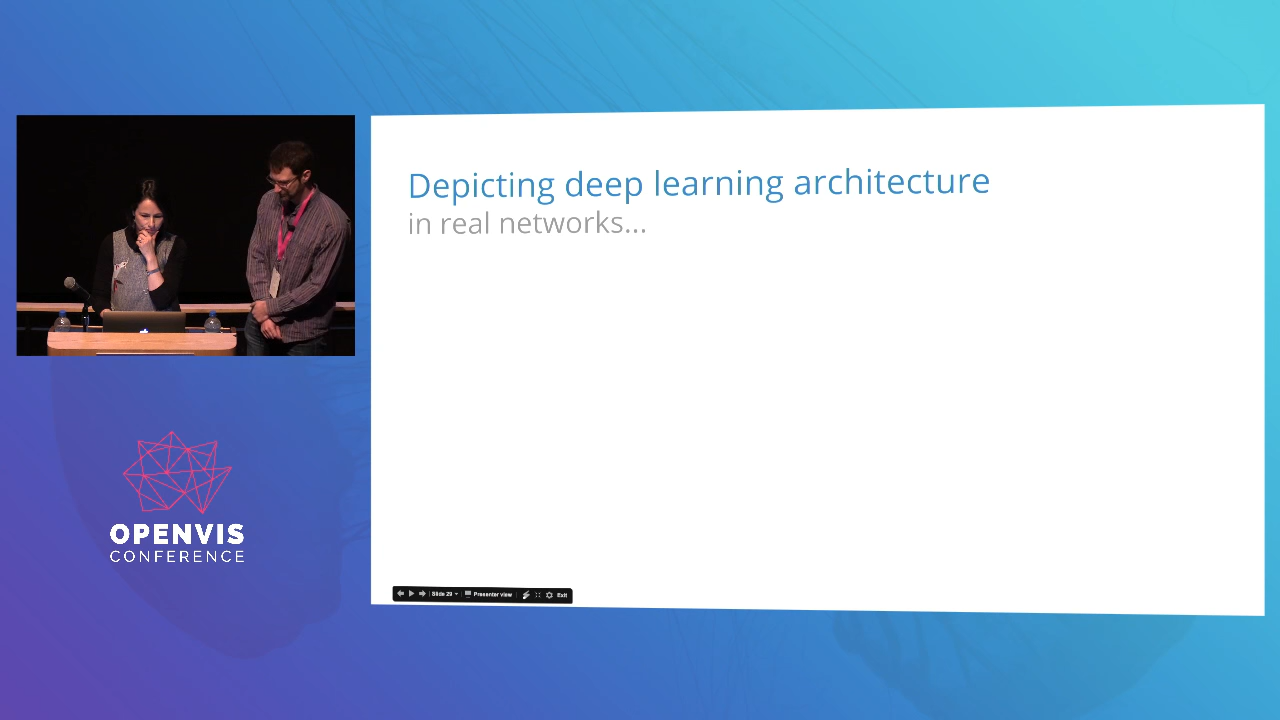 Depicting deep learning architecture
in real networks...
OPENVIS
CONFERENCE
Slide 29
Presenter view
Exit